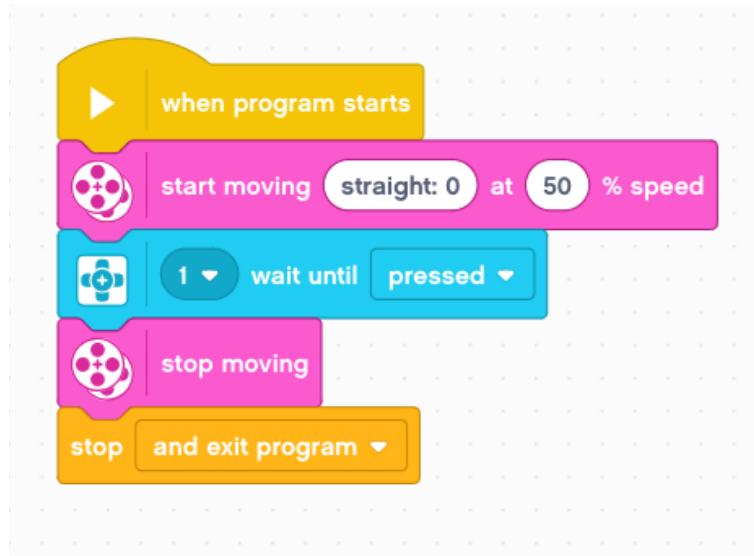 when program starts
start moving straight: 0 at 50 % speed
1 wait until pressed
stop moving
stop and exit program